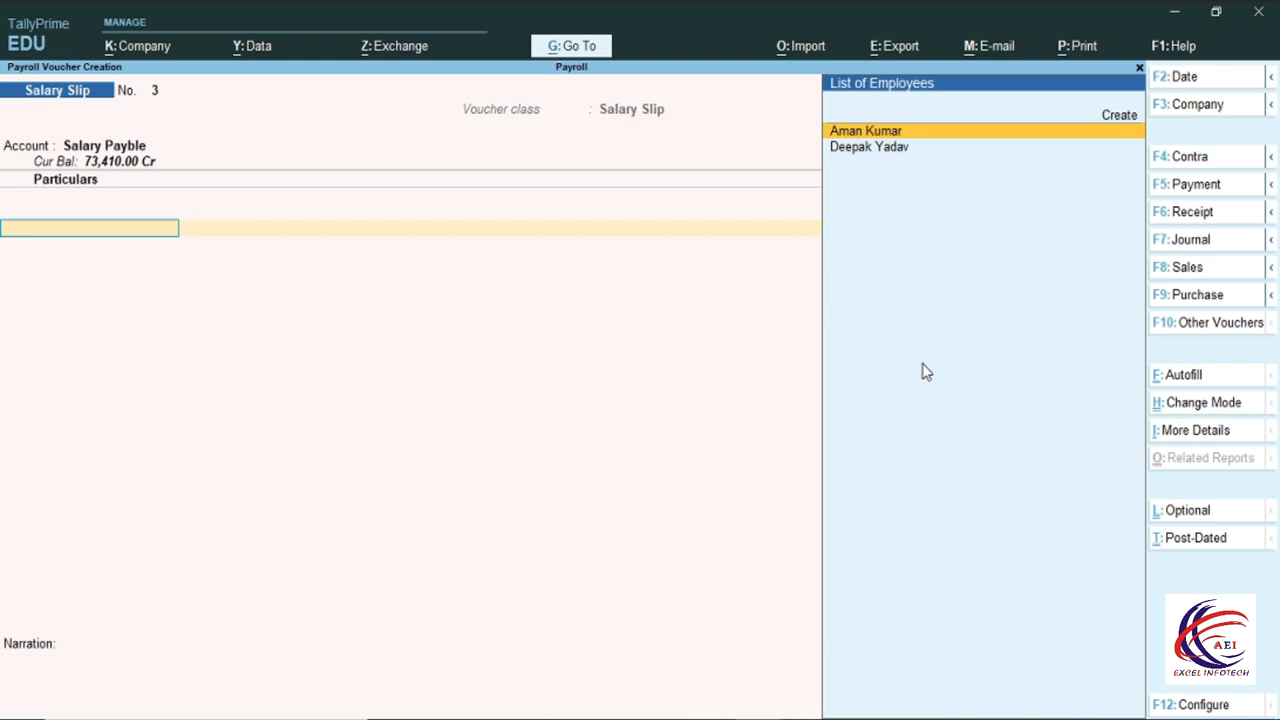 TallyPrime
EDU
MANAGE
K:Company
Y:Data
Z:Exchange
G:Go To
O:Import
E:Export
M:E-mail
P:Print
F1:Help
Payroll Voucher Creation
Payroll
Salary Slip No. 3
Voucher class : Salary Slip
Account : Salary Payble
Cur Bal: 73,410.00 Cr
Particulars
Narration:
List of Employees
Create
Aman Kumar
Deepak Yadav
F2:Date
F3:Company
F4:Contra
F5:Payment
F6:Receipt
F7:Journal
F8:Sales
F9:Purchase
F10:Other Vouchers
F:Autofill
H:Change Mode
I:More Details
O:Related Reports
L:Optional
T:Post-Dated
AEI
EXCEL INFOTECH
F12:Configure